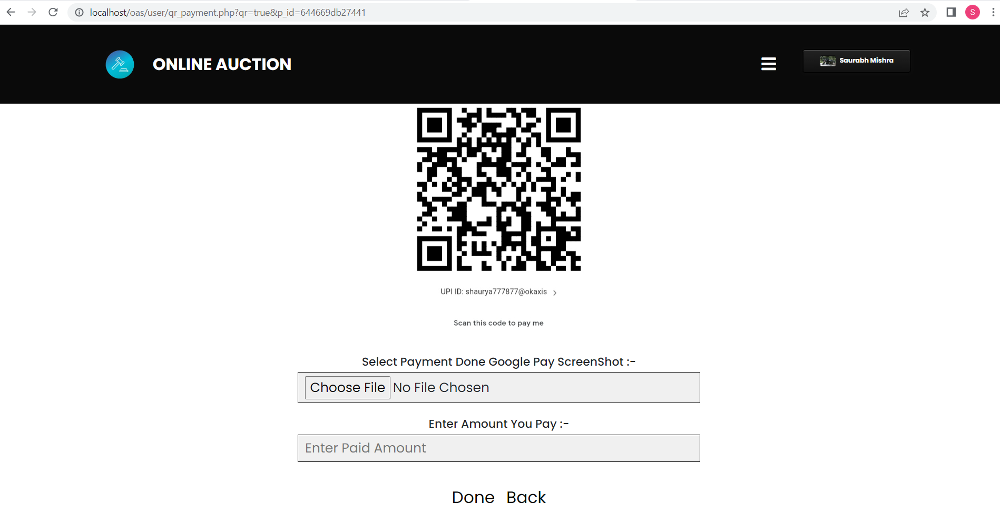 localhost/oas/user/qr_payment.php?qr=true&p_id=644669db27441
S
ONLINE AUCTION
Saurabh Mishra
UPI ID: shaurya777877@okaxis
Scan this code to pay me
Select Payment Done Google Pay ScreenShot :-
Choose File No File Chosen
Enter Amount You Pay :-
Enter Paid Amount
Done Back